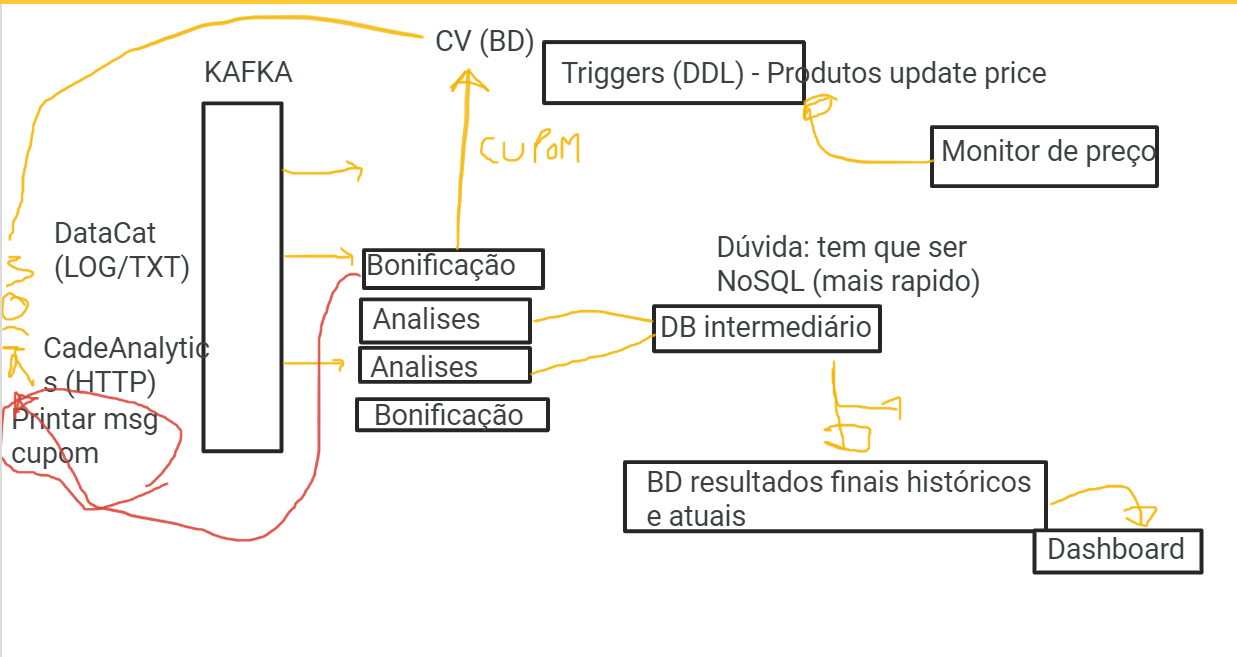 CV (BD)
KAFKA
Triggers (DDL) - Produtos update price
CUPOM
Monitor de preço
DataCat
(LOG/TXT)
Dúvida: tem que ser
NoSQL (mais rapido)
Bonificação
Analises
DB intermediário
CadeAnalytic
s (HTTP)
Analises
Printar msg
cupom
Bonificação
BD resultados finais históricos
e atuais
Dashboard